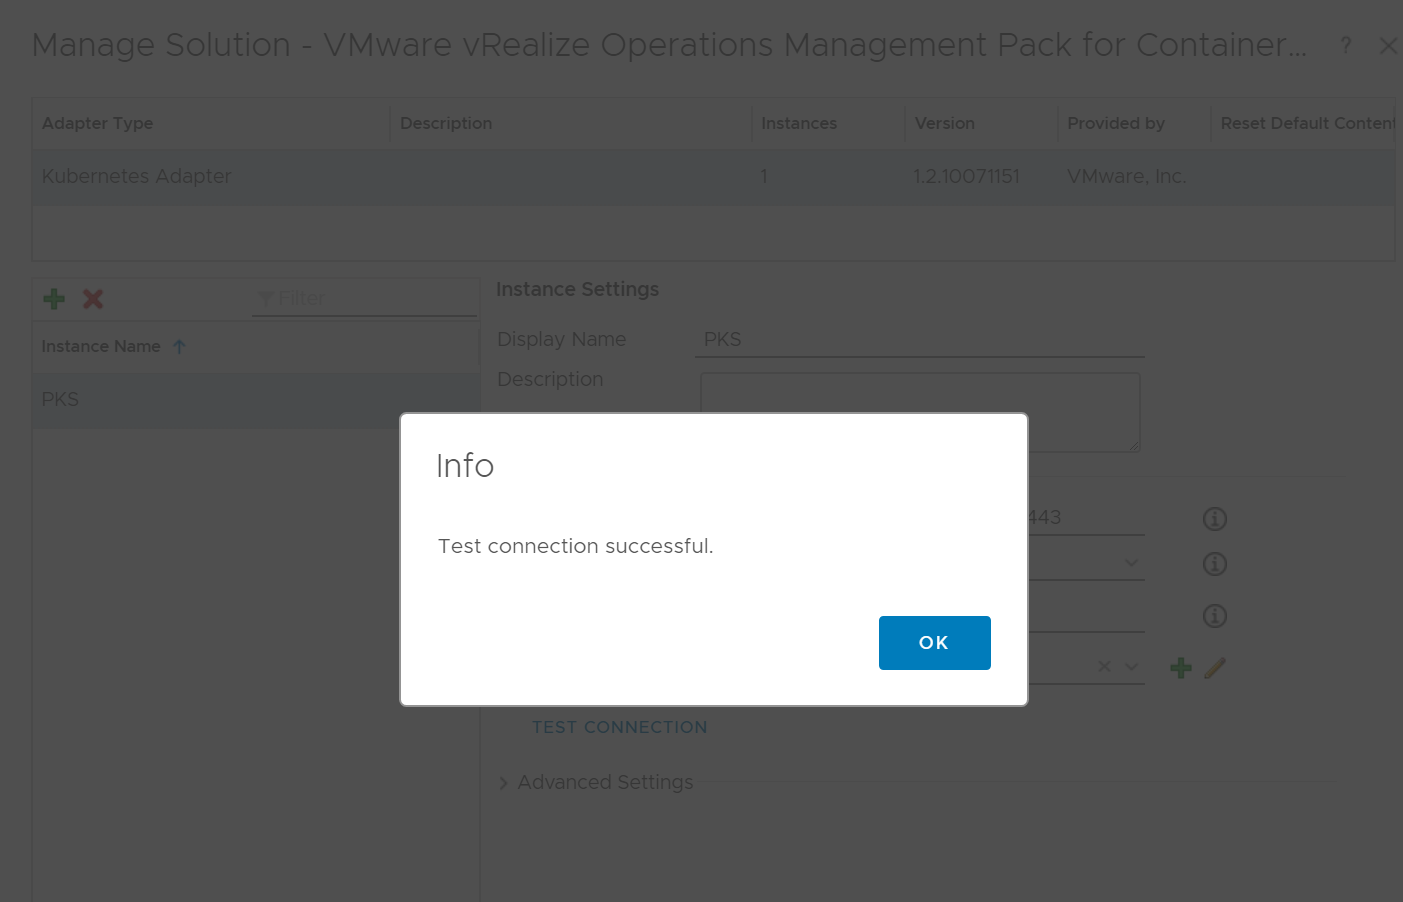 Manage Solution - VMware vRealize Operations Management Pack for Container... ?
Adapter Type Description Instances Version Provided by Reset Default Content
Kubernetes Adapter 1 1.2.10071151 VMware, Inc.
Filter
Instance Name
PKS
Instance Settings
Display Name PKS
Description
443
Info
Test connection successful.
OK
TEST CONNECTION
Advanced Settings